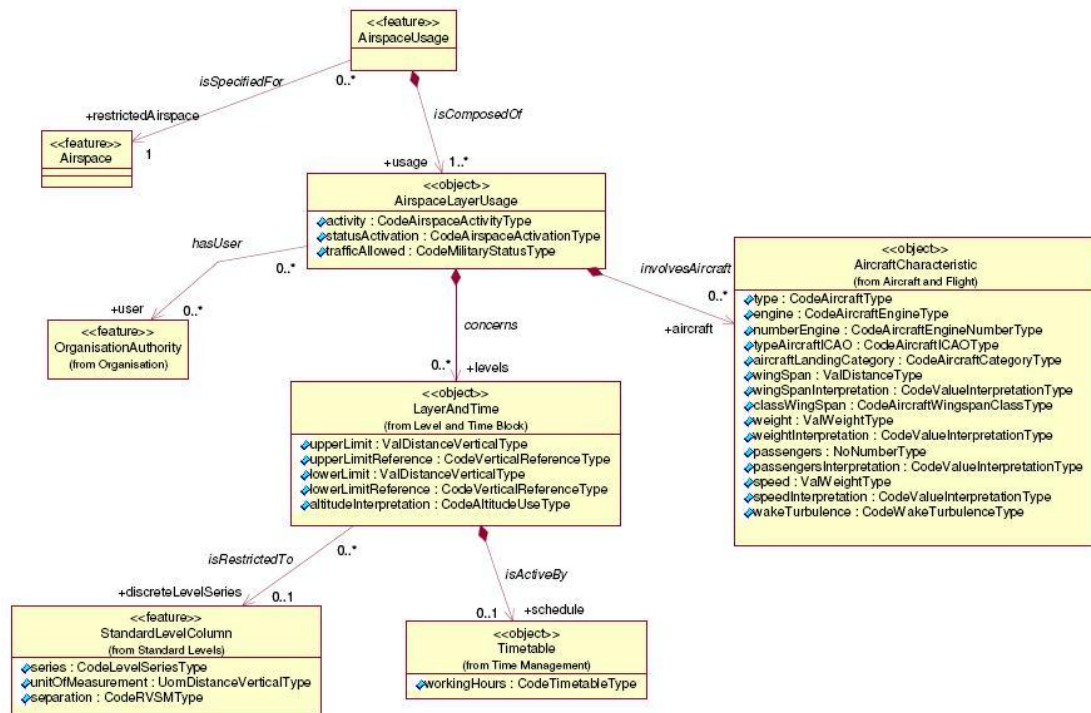 <<feature>>
AirspaceUsage
isSpecifiedFor
0..*
isComposedOf
+restrictedAirspace
<<feature>>
Airspace
1
+usage
1..*
<<object>>
AirspaceLayerUsage
activity : CodeAirspaceActivityType
statusActivation : CodeAirspaceActivationType
trafficAllowed : CodeMilitaryStatusType
hasUser
0..*
+user
0..*
<<feature>>
OrganisationAuthority
(from Organisation)
involvesAircraft
0..*
+aircraft
<<object>>
AircraftCharacteristic
(from Aircraft and Flight)
type : CodeAircraftType
engine : CodeAircraftEngineType
numberEngine : CodeAircraftEngineNumberType
typeAircraftICAO : CodeAircraftICAOType
aircraftLandingCategory : CodeAircraftCategoryType
wingSpan : ValDistanceType
wingSpanInterpretation : CodeValueInterpretationType
classWingSpan : CodeAircraftWingspanClassType
weight : ValWeightType
weightInterpretation : CodeValueInterpretationType
passengers : NoNumberType
passengersInterpretation : CodeValueInterpretationType
speed : ValWeightType
speedInterpretation : CodeValueInterpretationType
wakeTurbulence : CodeWakeTurbulenceType
concerns
0..*
+levels
<<object>>
LayerAndTime
(from Level and Time Block)
upperLimit : ValDistanceVerticalType
upperLimitReference : CodeVerticalReferenceType
lowerLimit : ValDistanceVerticalType
lowerLimitReference : CodeVerticalReferenceType
altitudeInterpretation : CodeAltitudeUseType
isRestrictedTo
0..*
+discreteLevelSeries
0..1
isActiveBy
0..1
+schedule
<<feature>>
StandardLevelColumn
(from Standard Levels)
series : CodeLevelSeriesType
unitOfMeasurement : UomDistanceVerticalType
separation : CodeRVSMType
<<object>>
Timetable
(from Time Management)
workingHours : CodeTimetableType